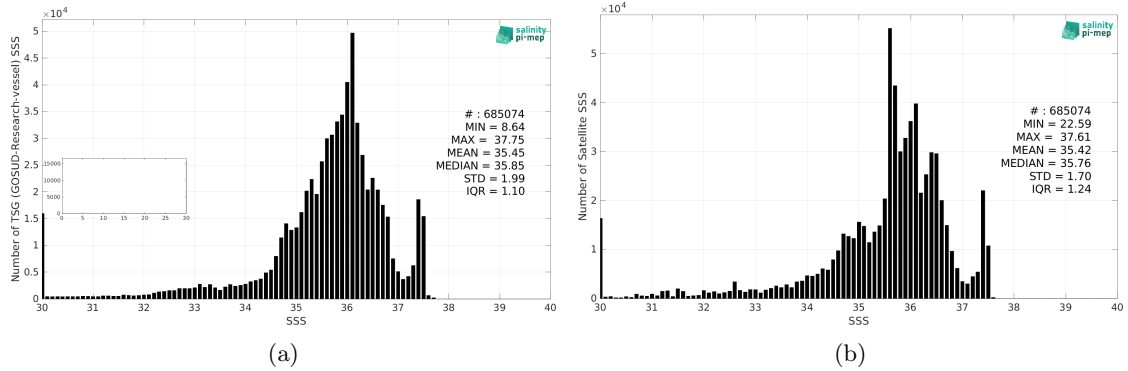 ×10⁴
5
4.5
4
3.5
3
2.5
2
1.5
1
0.5
0
30
31
32
33
34
35
36
37
38
39
40
SSS
Number of TSG (GOSUD-Research-vessel) SSS
salinity
pi-mep
# : 685074
MIN = 8.64
MAX = 37.75
MEAN = 35.45
MEDIAN = 35.85
STD = 1.99
IQR = 1.10
15000
10000
5000
0
0
5
10
15
20
25
30
(a)
×10⁴
5
4
3
2
1
0
30
31
32
33
34
35
36
37
38
39
40
SSS
Number of Satellite SSS
salinity
pi-mep
# : 685074
MIN = 22.59
MAX = 37.61
MEAN = 35.42
MEDIAN = 35.76
STD = 1.70
IQR = 1.24
(b)